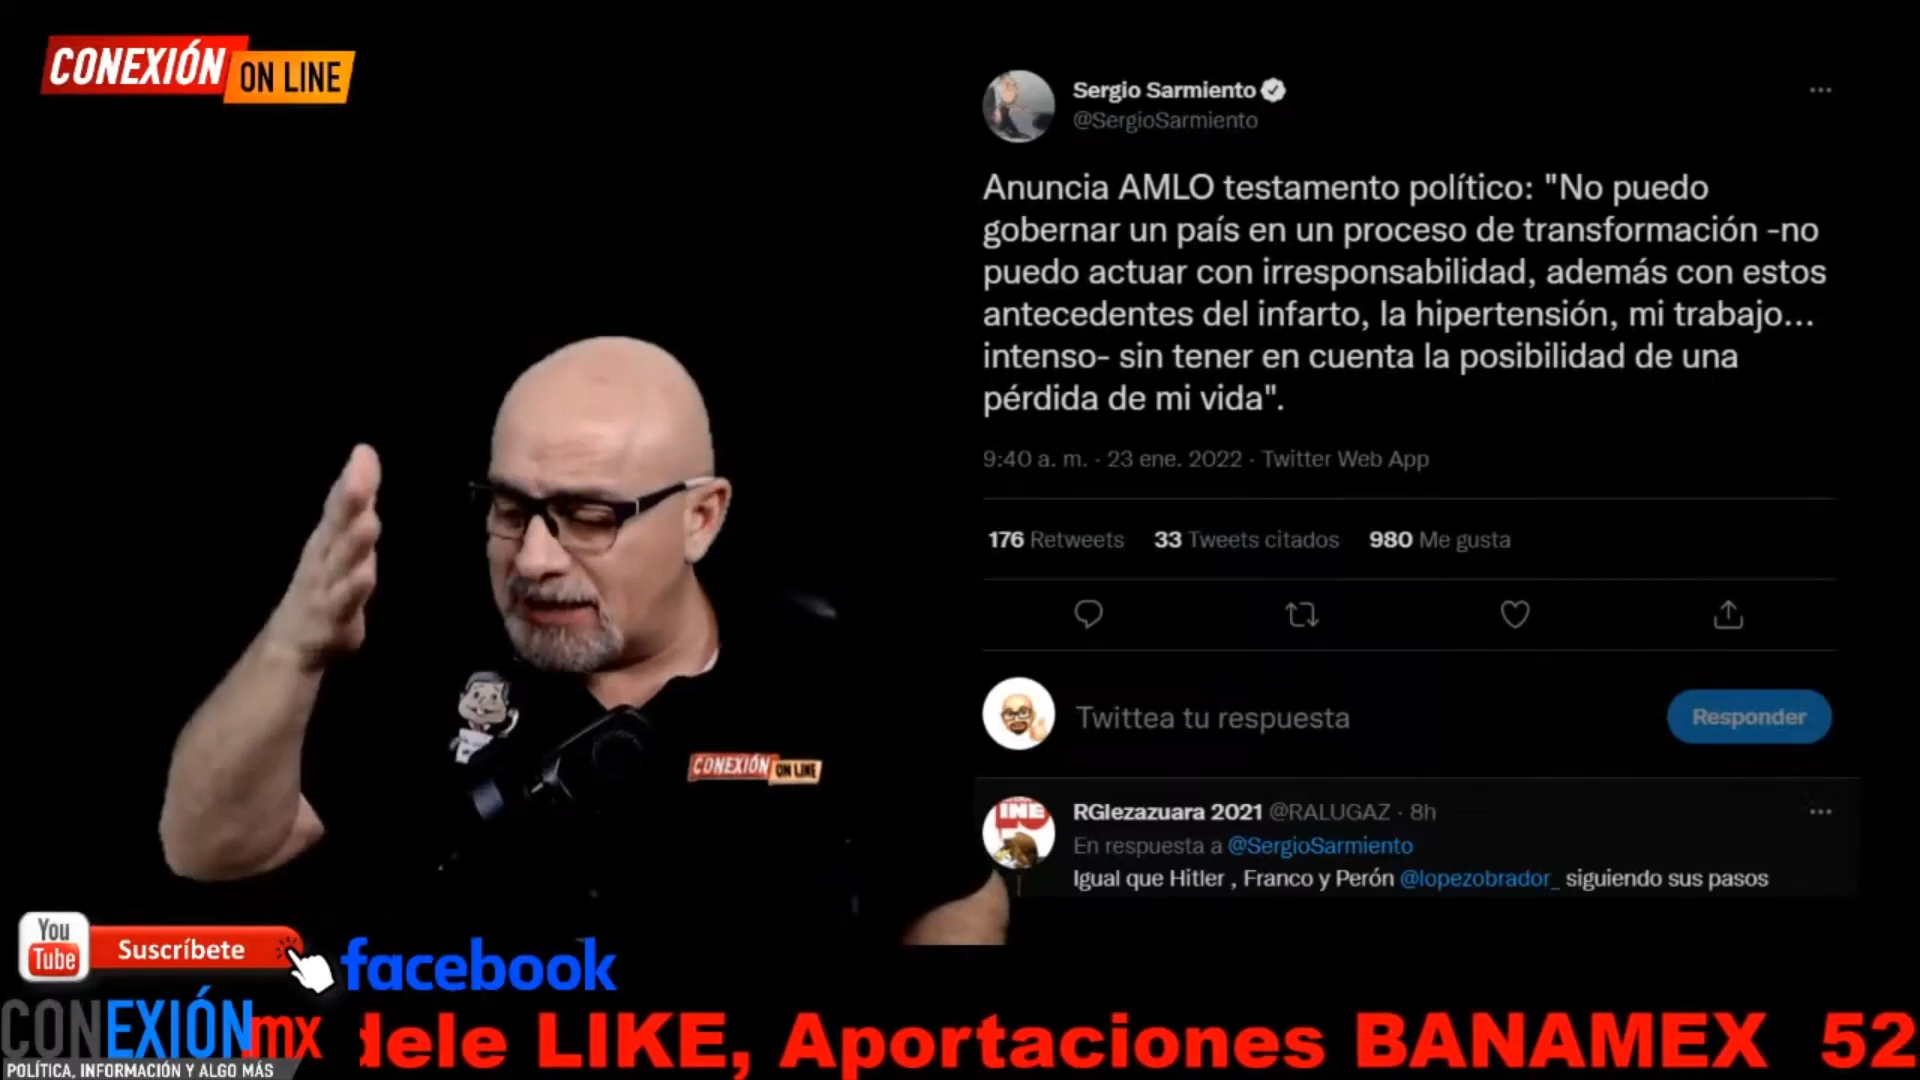 CONEXIÓN ON LINE
Sergio Sarmiento
@SergioSarmiento
Anuncia AMLO testamento político: "No puedo
gobernar un país en un proceso de transformación -no
puedo actuar con irresponsabilidad, además con estos
antecedentes del infarto, la hipertensión, mi trabajo...
intenso- sin tener en cuenta la posibilidad de una
pérdida de mi vida".
9:40 a. m. · 23 ene. 2022 · Twitter Web App
176 Retweets 33 Tweets citados 980 Me gusta
Twittea tu respuesta
Responder
INE
RGlezazuara 2021 @RALUGAZ · 8h
En respuesta a @SergioSarmiento
Igual que Hitler , Franco y Perón @lopezobrador_ siguiendo sus pasos
CONEXIÓN ON LINE
You Tube
Suscríbete
facebook
CONEXIÓN mx
POLÍTICA, INFORMACIÓN Y ALGO MÁS
dele LIKE, Aportaciones BANAMEX 52